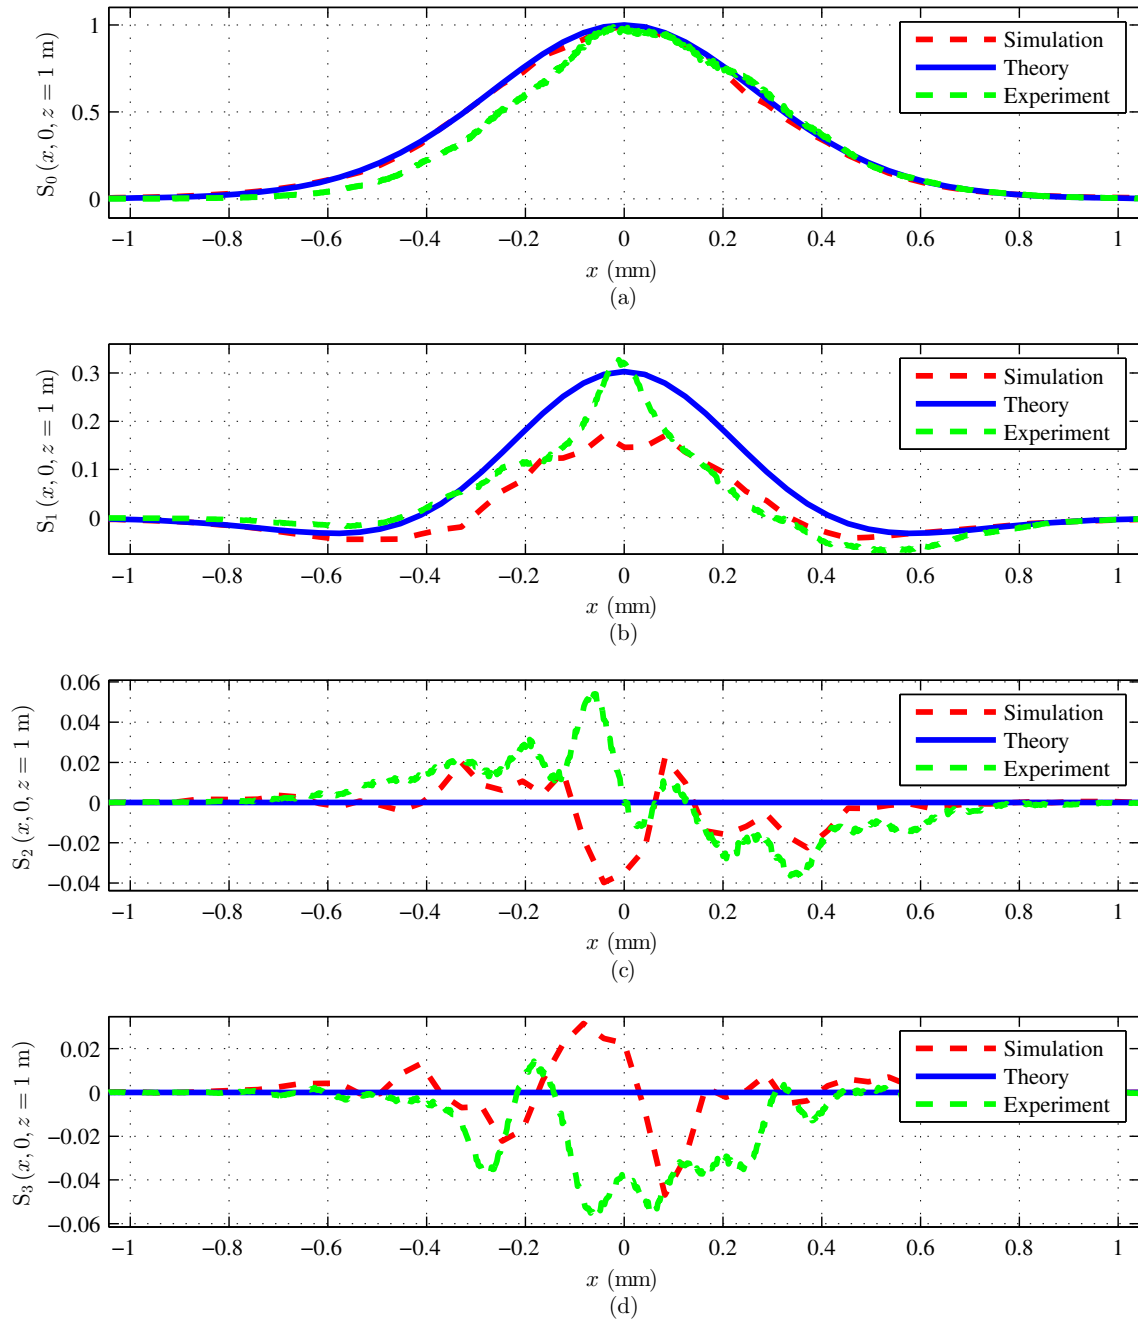 S₀ (x, 0, z = 1 m)
1
0.5
0
Simulation
Theory
Experiment
−1 −0.8 −0.6 −0.4 −0.2 0 0.2 0.4 0.6 0.8 1
x (mm)
(a)
S₁ (x, 0, z = 1 m)
0.3
0.2
0.1
0
Simulation
Theory
Experiment
−1 −0.8 −0.6 −0.4 −0.2 0 0.2 0.4 0.6 0.8 1
x (mm)
(b)
S₂ (x, 0, z = 1 m)
0.06
0.04
0.02
0
−0.02
−0.04
Simulation
Theory
Experiment
−1 −0.8 −0.6 −0.4 −0.2 0 0.2 0.4 0.6 0.8 1
x (mm)
(c)
S₃ (x, 0, z = 1 m)
0.02
0
−0.02
−0.04
−0.06
Simulation
Theory
Experiment
−1 −0.8 −0.6 −0.4 −0.2 0 0.2 0.4 0.6 0.8 1
x (mm)
(d)